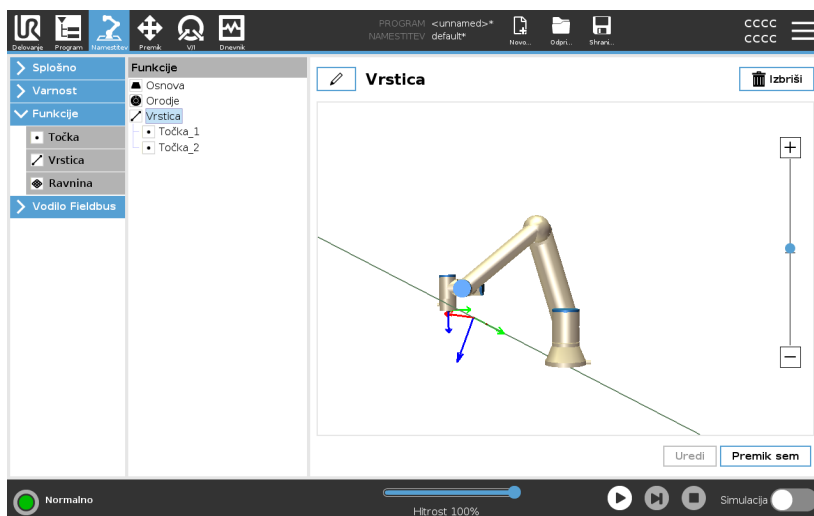 UR
PROGRAM <unnamed>*
NAMESTITEV default*
CCCC
CCCC
Delovanje Program Namestitev Premik V/I Dnevnik Novo... Odpri... Shrani...
Splošno
Varnost
Funkcije
Točka
Vrstica
Ravnina
Vodilo Fieldbus
Funkcije
Osnova
Orodje
Vrstica
Točka_1
Točka_2
Vrstica
Izbriši
Uredi Premik sem
Normalno
Hitrost 100%
Simulacija